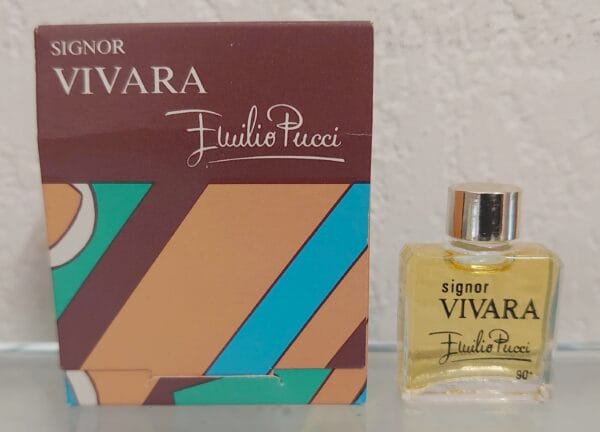 SIGNOR
VIVARA
Emilio Pucci
signor
VIVARA
Emilio Pucci
90°